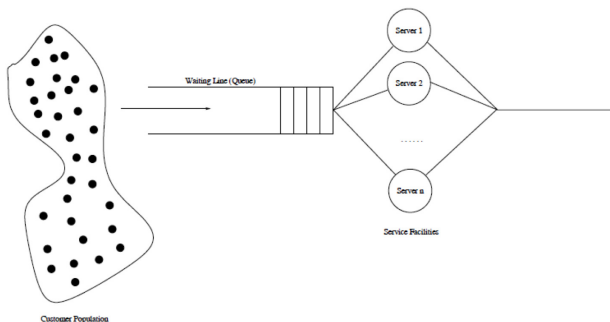 Server 1
Waiting Line (Queue)
Server 2
......
Server n
Service Facilities
Customer Population